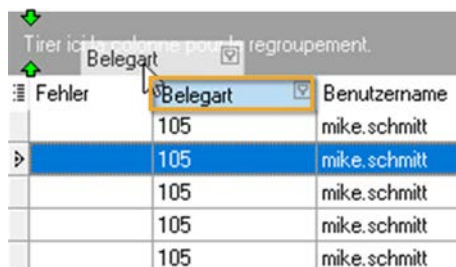 Tirer ici la colonne pour le regroupement.
Belegart
Fehler Belegart Benutzername
105 mike.schmitt
105 mike.schmitt
105 mike.schmitt
105 mike.schmitt
105 mike.schmitt